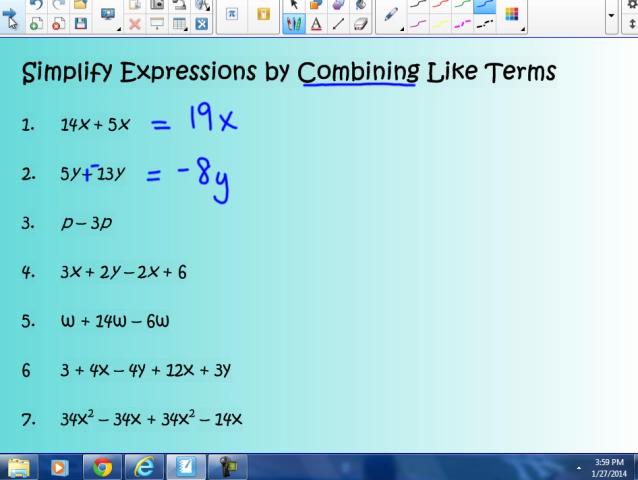 Simplify Expressions by Combining Like Terms
1. 14x + 5x = 19x
2. 5y + -13y = -8y
3. p – 3p
4. 3x + 2y – 2x + 6
5. w + 14w – 6w
6 3 + 4x – 4y + 12x + 3y
7. 34x² – 34x + 34x² – 14x
3:59 PM
1/27/2014